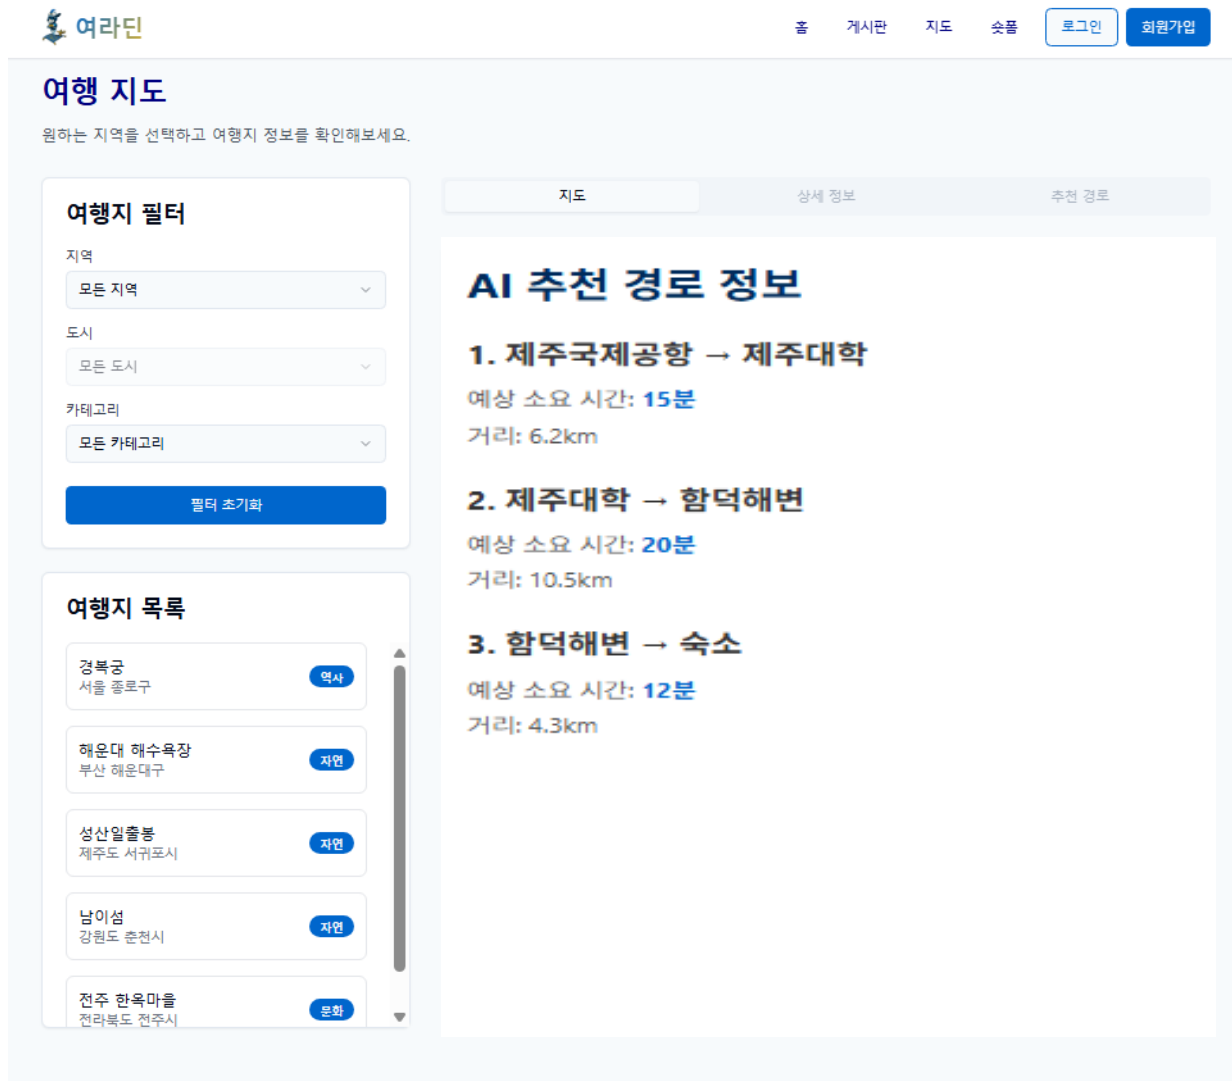 여라딘
홈 게시판 지도 숏폼 로그인 회원가입
여행 지도
원하는 지역을 선택하고 여행지 정보를 확인해보세요.
여행지 필터
지역
모든 지역
도시
모든 도시
카테고리
모든 카테고리
필터 초기화
여행지 목록
경복궁
서울 종로구
역사
해운대 해수욕장
부산 해운대구
자연
성산일출봉
제주도 서귀포시
자연
남이섬
강원도 춘천시
자연
전주 한옥마을
전라북도 전주시
문화
지도 상세 정보 추천 경로
AI 추천 경로 정보
1. 제주국제공항 → 제주대학
예상 소요 시간: 15분
거리: 6.2km
2. 제주대학 → 함덕해변
예상 소요 시간: 20분
거리: 10.5km
3. 함덕해변 → 숙소
예상 소요 시간: 12분
거리: 4.3km